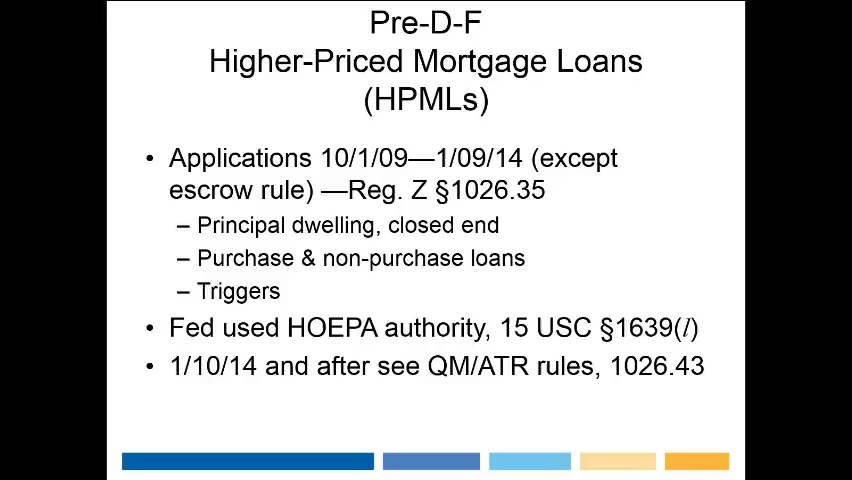 Pre-D-F
Higher-Priced Mortgage Loans
(HPMLs)
• Applications 10/1/09—1/09/14 (except
escrow rule) —Reg. Z §1026.35
– Principal dwelling, closed end
– Purchase & non-purchase loans
– Triggers
• Fed used HOEPA authority, 15 USC §1639(l)
• 1/10/14 and after see QM/ATR rules, 1026.43